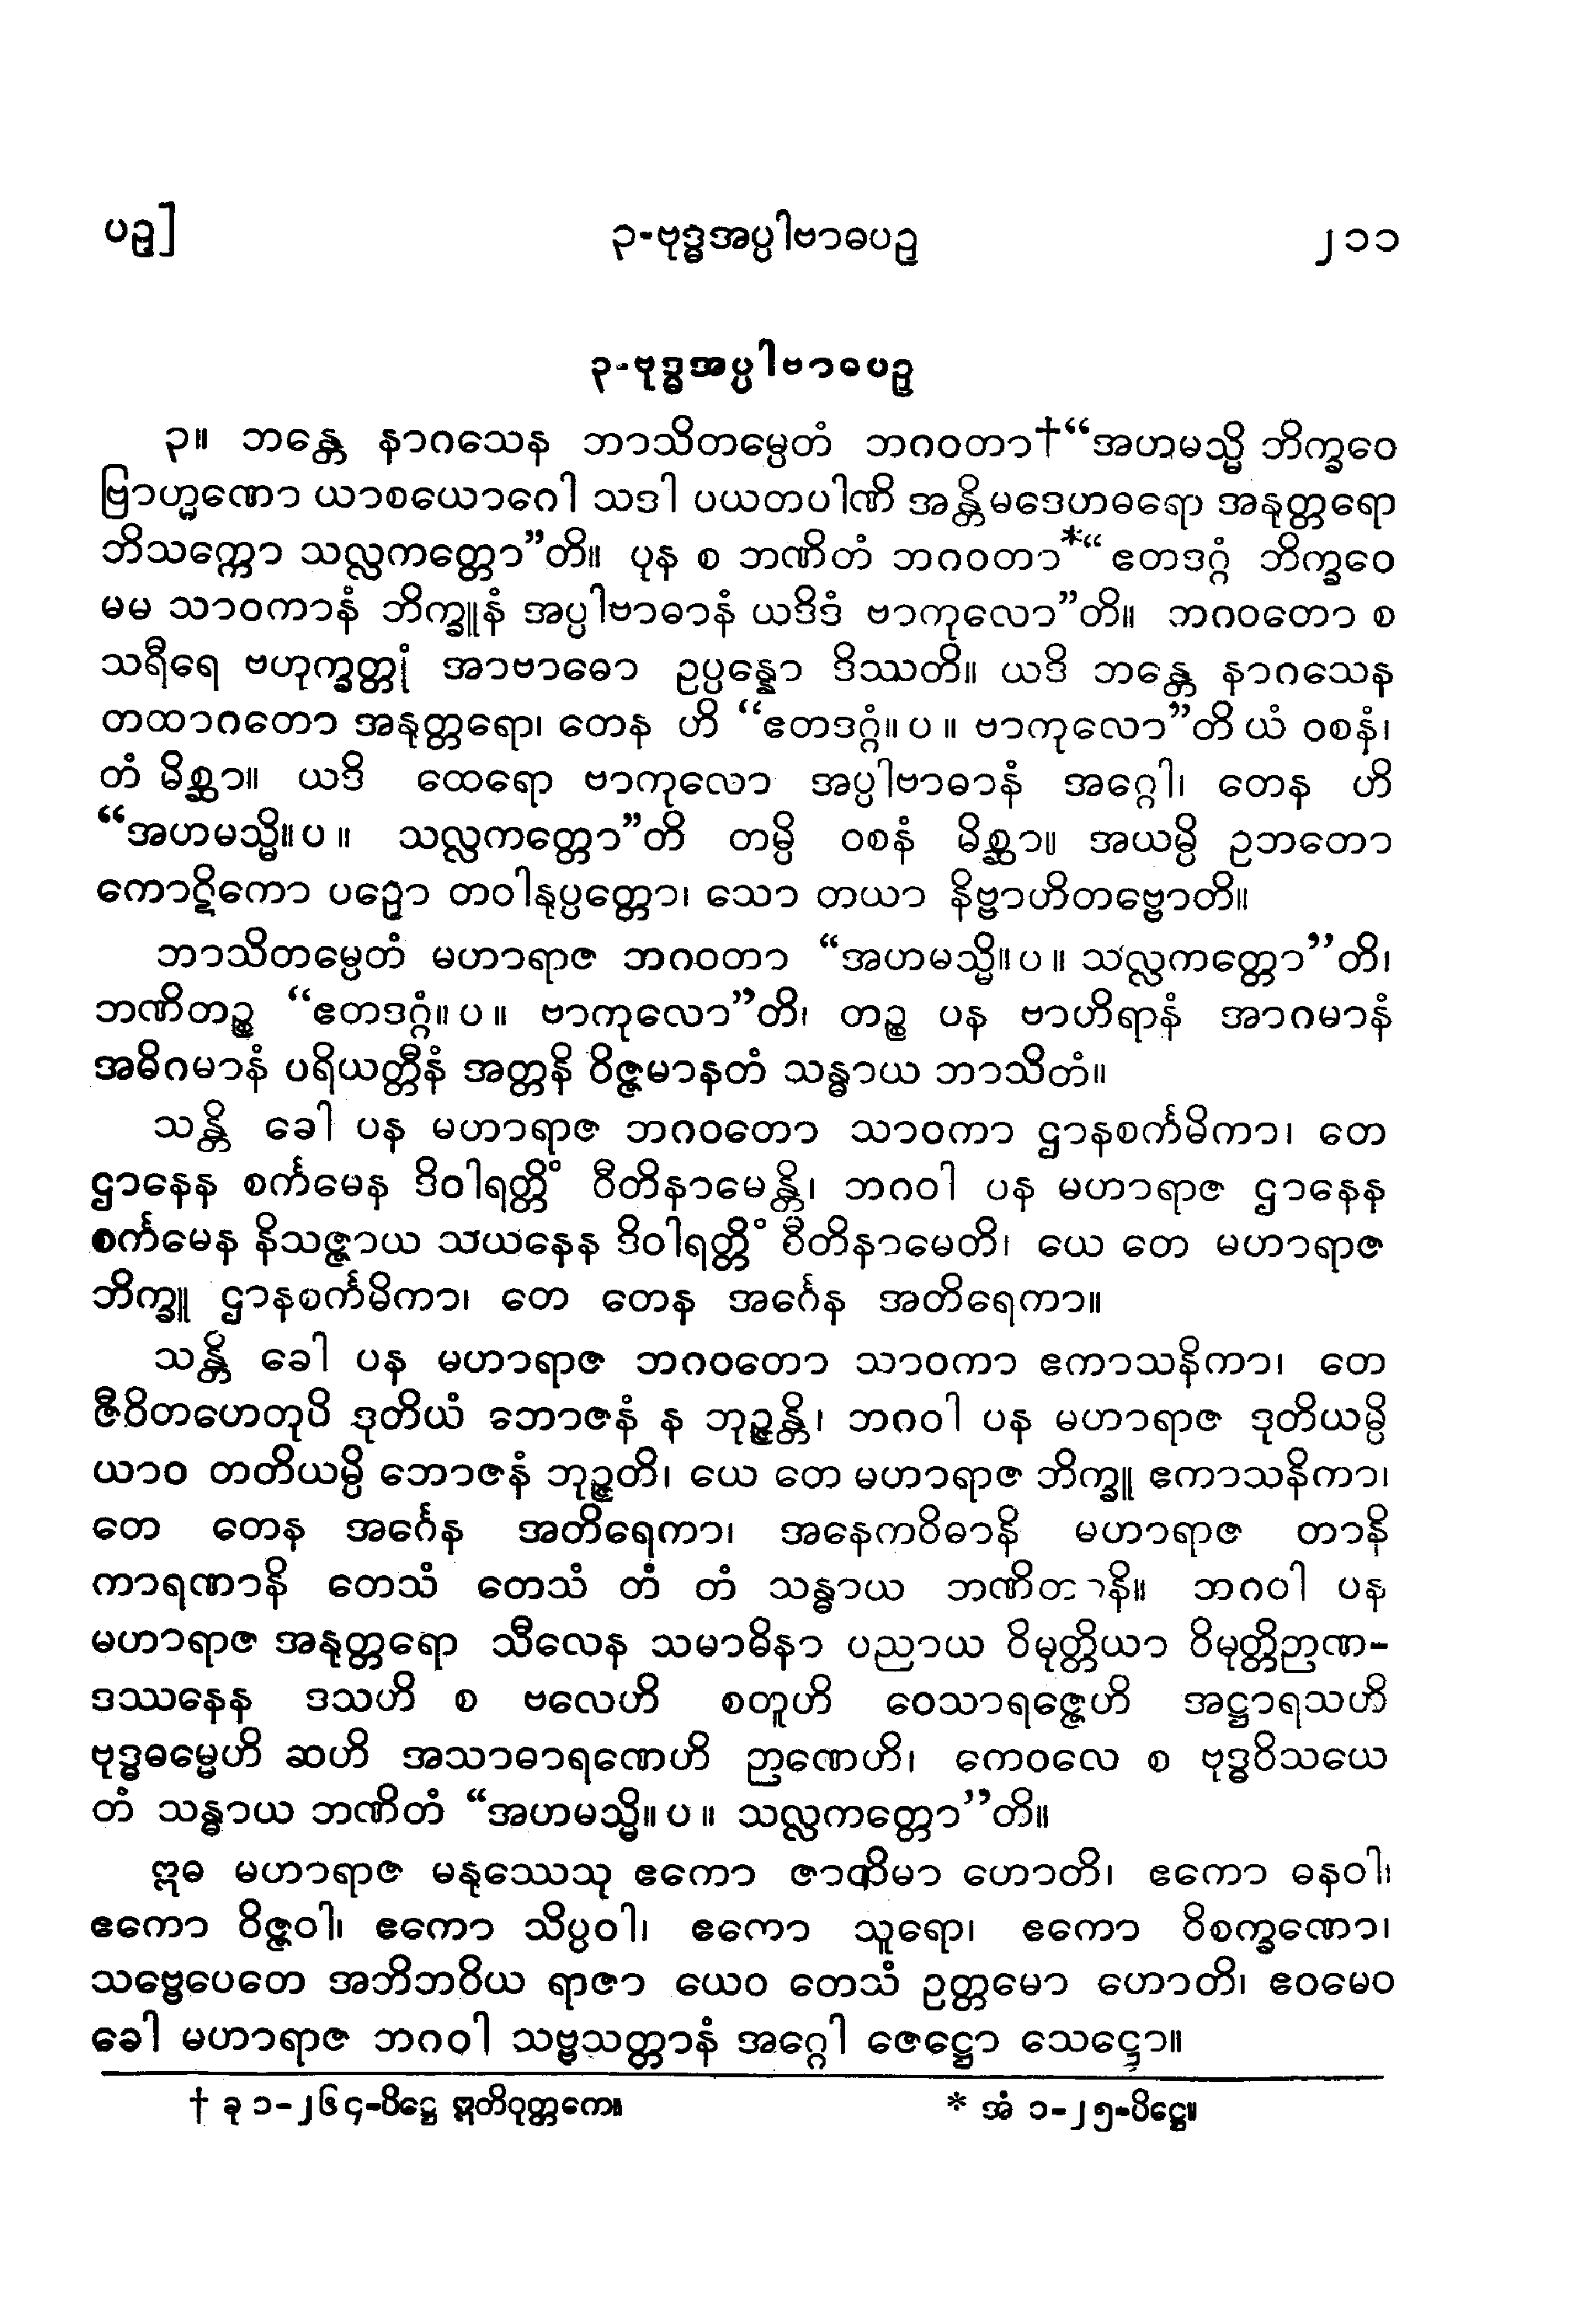 ပဉှ]
၃-ဗုဒ္ဓအပ္ပါဗာဓပဉှ
၂၁၁
၃-ဗုဒ္ဓအပ္ပါဗာဓပဉှ
၃။ ဘန္တေ နာဂသေန ဘာသိတမ္ပေတံ ဘဂဝတာ†“အဟမသ္မိ ဘိက္ခဝေ
ဗြာဟ္မဏော ယာစယောဂေါ သဒါ ပယတပါဏိ အန္တိမဒေဟဓရော အနုတ္တရော
ဘိသက္ကော သလ္လကတ္တော”တိ။ ပုန စ ဘဏိတံ ဘဂဝတာ*“ဧတဒဂ္ဂံ ဘိက္ခဝေ
မမ သာဝကာနံ ဘိက္ခူနံ အပ္ပါဗာဓာနံ ယဒိဒံ ဗာကုလော”တိ။ ဘဂဝတော စ
သရီရေ ဗဟုက္ခတ္တုံ အာဗာဓော ဥပ္ပန္နော ဒိဿတိ။ ယဒိ ဘန္တေ နာဂသေန
တထာဂတော အနုတ္တရော၊ တေန ဟိ “ဧတဒဂ္ဂံ။ပ။ ဗာကုလော”တိ ယံ ဝစနံ၊
တံ မိစ္ဆာ။ ယဒိ ထေရော ဗာကုလော အပ္ပါဗာဓာနံ အဂ္ဂေါ၊ တေန ဟိ
“အဟမသ္မိ။ပ။ သလ္လကတ္တော”တိ တမ္ပိ ဝစနံ မိစ္ဆာ။ အယမ္ပိ ဥဘတော
ကောဋိကော ပဉှော တဝါနုပ္ပတ္တော၊ သော တယာ နိဗ္ဗာဟိတဗ္ဗောတိ။
ဘာသိတမ္ပေတံ မဟာရာဇ ဘဂဝတာ “အဟမသ္မိ။ပ။ သလ္လကတ္တော”တိ၊
ဘဏိတဉ္စ “ဧတဒဂ္ဂံ။ပ။ ဗာကုလော”တိ၊ တဉ္စ ပန ဗာဟိရာနံ အာဂမာနံ
အဓိဂမာနံ ပရိယတ္တီနံ အတ္တနိ ဝိဇ္ဇမာနတံ သန္ဓာယ ဘာသိတံ။
သန္တိ ခေါ ပန မဟာရာဇ ဘဂဝတော သာဝကာ ဌာနစင်္ကမိကာ၊ တေ
ဌာနေန စင်္ကမေန ဒိဝါရတ္တိံ ဝီတိနာမေန္တိ၊ ဘဂဝါ ပန မဟာရာဇ ဌာနေန
စင်္ကမေန နိသဇ္ဇာယ သယနေန ဒိဝါရတ္တိံ ဝီတိနာမေတိ၊ ယေ တေ မဟာရာဇ
ဘိက္ခူ ဌာနစင်္ကမိကာ၊ တေ တေန အင်္ဂေန အတိရေကာ။
သန္တိ ခေါ ပန မဟာရာဇ ဘဂဝတော သာဝကာ ဧကာသနိကာ၊ တေ
ဇီဝိတဟေတုပိ ဒုတိယံ ဘောဇနံ န ဘုဉ္ဇန္တိ၊ ဘဂဝါ ပန မဟာရာဇ ဒုတိယမ္ပိ
ယာဝ တတိယမ္ပိ ဘောဇနံ ဘုဉ္ဇတိ၊ ယေ တေ မဟာရာဇ ဘိက္ခူ ဧကာသနိကာ၊
တေ တေန အင်္ဂေန အတိရေကာ၊ အနေကဝိဓာနိ မဟာရာဇ တာနိ
ကာရဏာနိ တေသံ တေသံ တံ တံ သန္ဓာယ ဘဏိတာနိ။ ဘဂဝါ ပန
မဟာရာဇ အနုတ္တရော သီလေန သမာဓိနာ ပညာယ ဝိမုတ္တိယာ ဝိမုတ္တိဉာဏ-
ဒဿနေန ဒသဟိ စ ဗလေဟိ စတူဟိ ဝေသာရဇ္ဇေဟိ အဋ္ဌာရသဟိ
ဗုဒ္ဓဓမ္မေဟိ ဆဟိ အသာဓာရဏေဟိ ဉာဏေဟိ၊ ကေဝလေ စ ဗုဒ္ဓဝိသယေ
တံ သန္ဓာယ ဘဏိတံ “အဟမသ္မိ။ပ။ သလ္လကတ္တော”တိ။
ဣဓ မဟာရာဇ မနုဿေသု ဧကော ဇာတိမာ ဟောတိ၊ ဧကော ဓနဝါ၊
ဧကော ဝိဇ္ဇဝါ၊ ဧကော သိပ္ပဝါ၊ ဧကော သူရော၊ ဧကော ဝိစက္ခဏော၊
သဗ္ဗေပေတေ အဘိဘဝိယ ရာဇာ ယေဝ တေသံ ဥတ္တမော ဟောတိ၊ ဧဝမေဝ
ခေါ မဟာရာဇ ဘဂဝါ သဗ္ဗသတ္တာနံ အဂ္ဂေါ ဇေဋ္ဌော သေဋ္ဌော။
† ခု ၁-၂၆၄-ပိဋ္ဌေ ဣတိဝုတ္တကေ။
* အံ ၁-၂၅-ပိဋ္ဌေ။